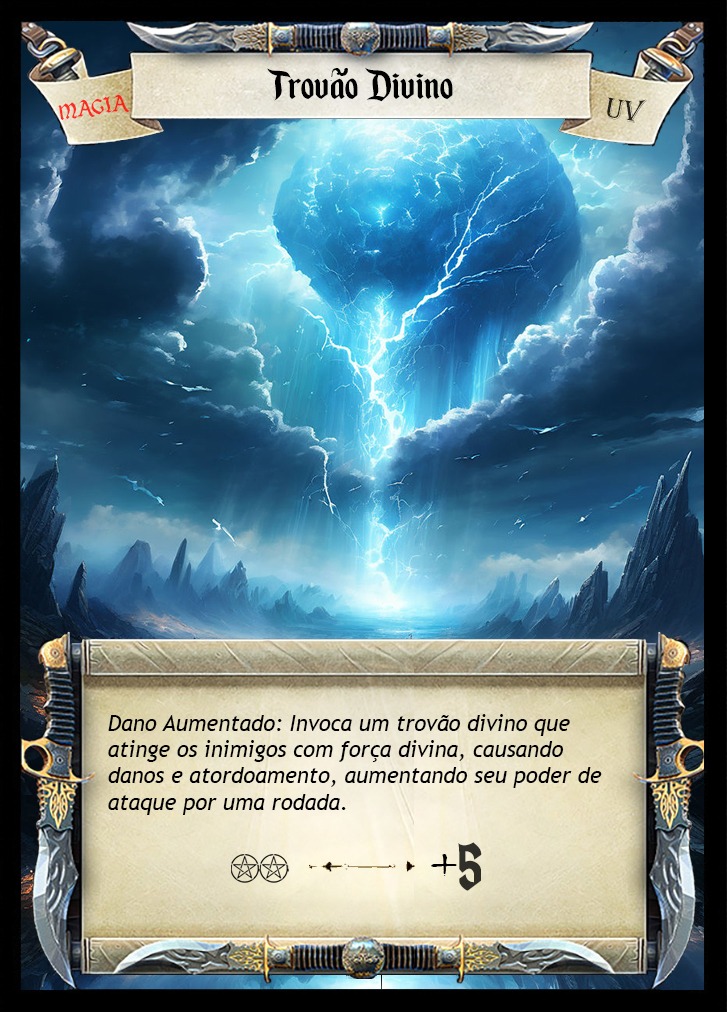 Trovão Divino
MAGIA
UV
Dano Aumentado: Invoca um trovão divino que
atinge os inimigos com força divina, causando
danos e atordoamento, aumentando seu poder de
ataque por uma rodada.
+5